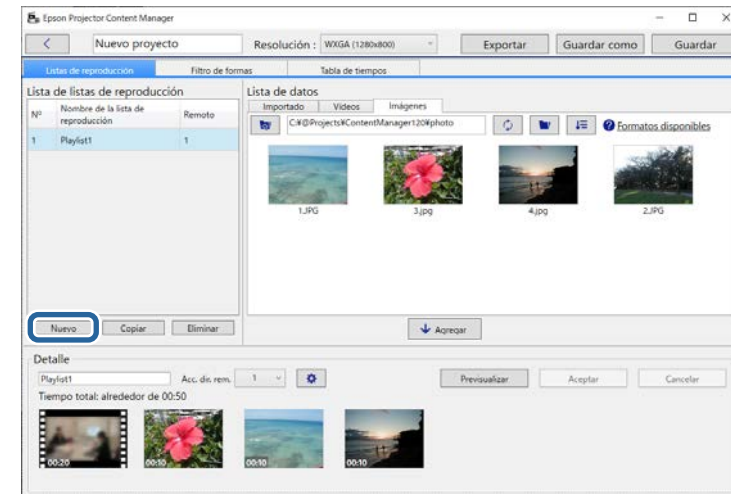 Epson Projector Content Manager
Nuevo proyecto
Resolución :
WXGA (1280x800)
Exportar
Guardar como
Guardar
Listas de reproducción
Filtro de formas
Tabla de tiempos
Lista de listas de reproducción
Nº
Nombre de la lista de
reproducción
Remoto
1
Playlist1
1
Nuevo
Copiar
Eliminar
Lista de datos
Importado
Videos
Imágenes
C:¥@Projects¥ContentManager120¥photo
Formatos disponibles
1.JPG
3.jpg
4.jpg
2.JPG
Agregar
Detalle
Playlist1
Acc. dir. rem.
1
Previsualizar
Aceptar
Cancelar
Tiempo total: alrededor de 00:50
00:20
00:10
00:10
00:10